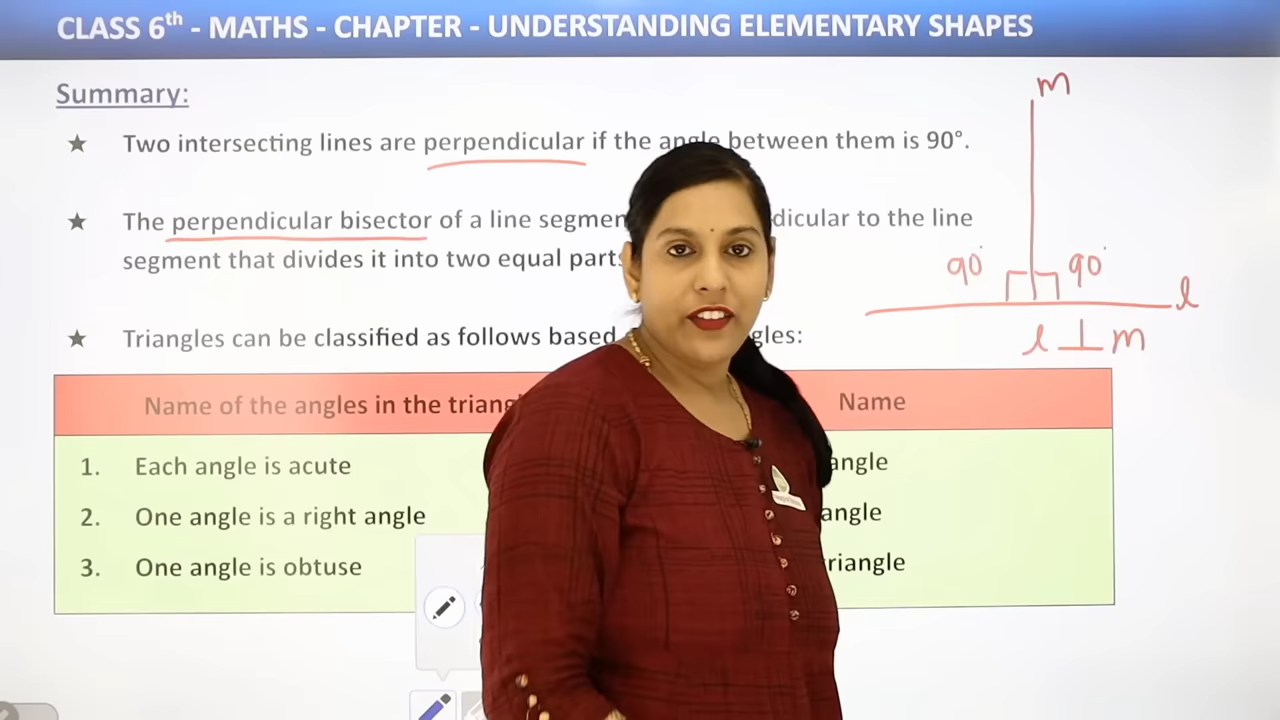 CLASS 6th - MATHS - CHAPTER - UNDERSTANDING ELEMENTARY SHAPES
Summary:
★ Two intersecting lines are perpendicular if the angle between them is 90°.
★ The perpendicular bisector of a line segmen dicular to the line
segment that divides it into two equal part
★ Triangles can be classified as follows based gles:
Name of the angles in the triang Name
1. Each angle is acute angle
2. One angle is a right angle angle
3. One angle is obtuse riangle
m
90° 90°
l
l ⊥ m